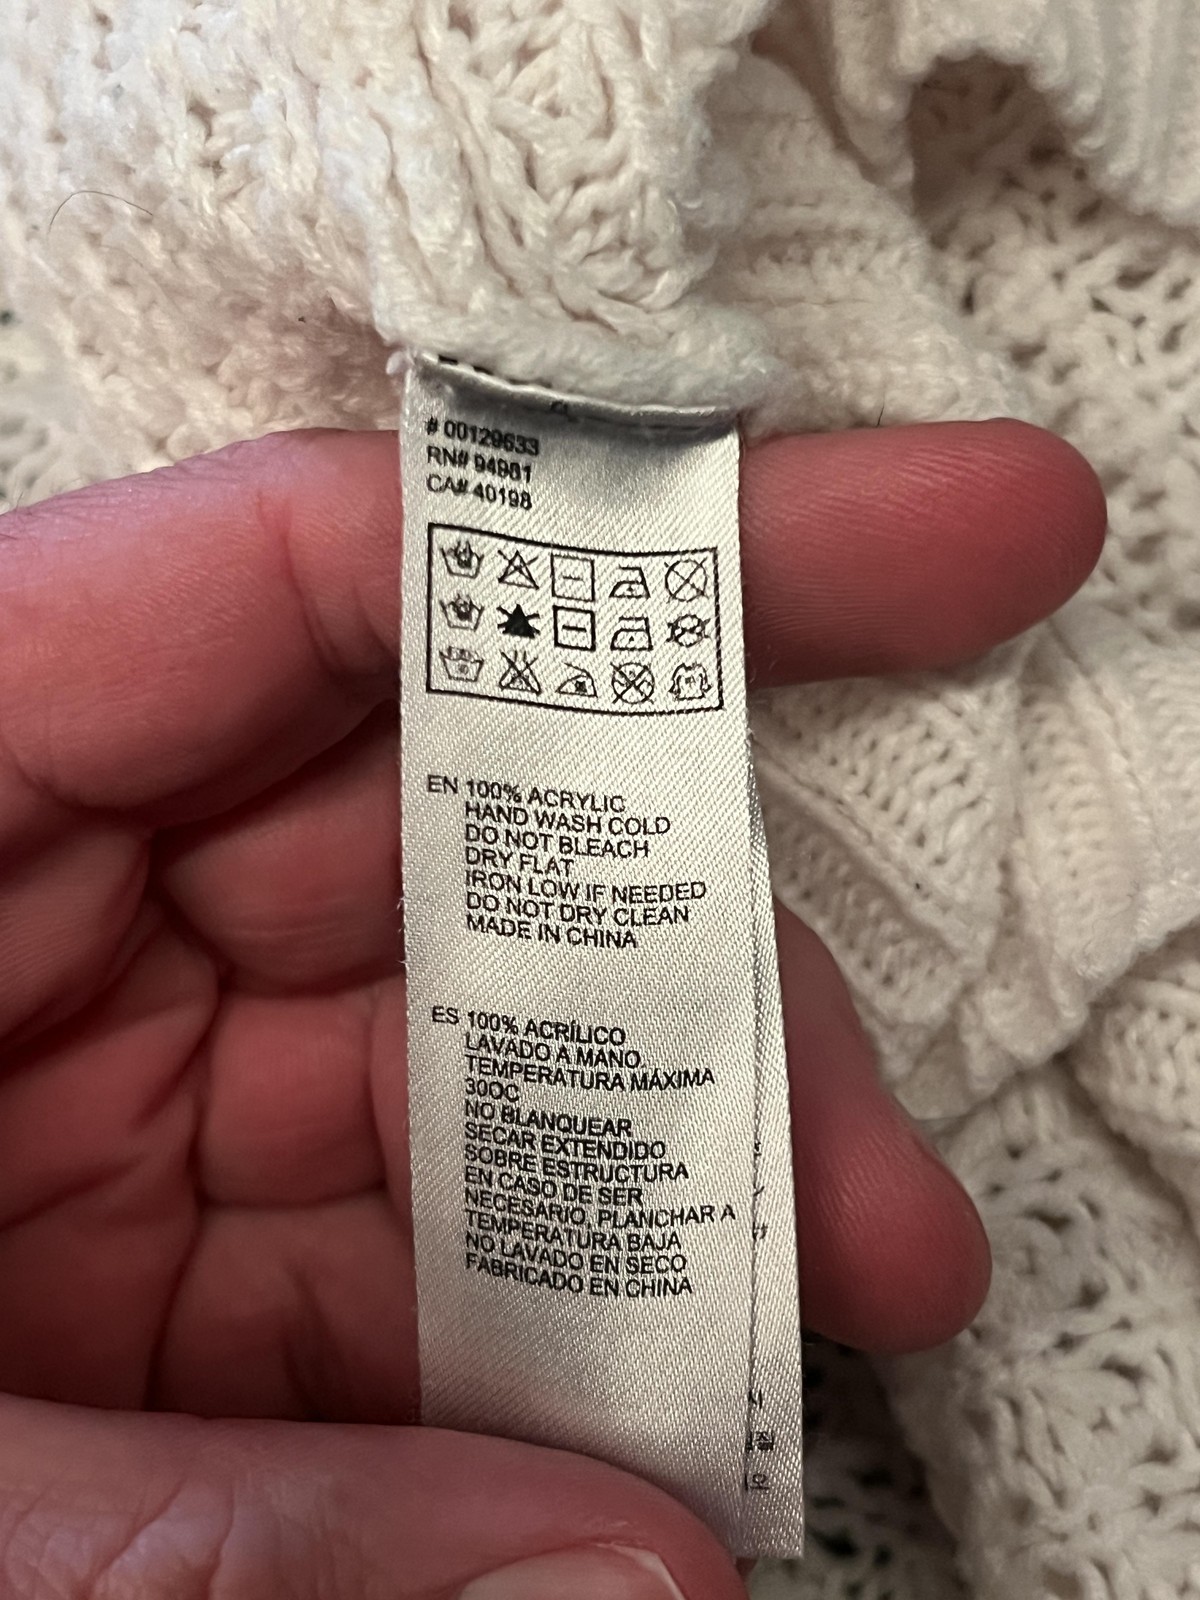 # 00129633
RN# 94981
CA# 40198
EN 100% ACRYLIC
HAND WASH COLD
DO NOT BLEACH
DRY FLAT
IRON LOW IF NEEDED
DO NOT DRY CLEAN
MADE IN CHINA
ES 100% ACRÍLICO
LAVADO A MANO,
TEMPERATURA MÁXIMA
30OC
NO BLANQUEAR
SECAR EXTENDIDO
SOBRE ESTRUCTURA
EN CASO DE SER
NECESARIO, PLANCHAR A
TEMPERATURA BAJA
NO LAVADO EN SECO
FABRICADO EN CHINA